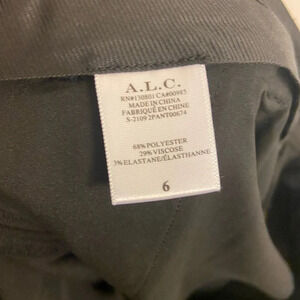 A.L.C.
RN#130801 CA#00985
MADE IN CHINA
FABRIQUÉ EN CHINE
S-2109 2PANT00674
68% POLYESTER
29% VISCOSE
3% ELASTANE/ÉLASTHANNE
6